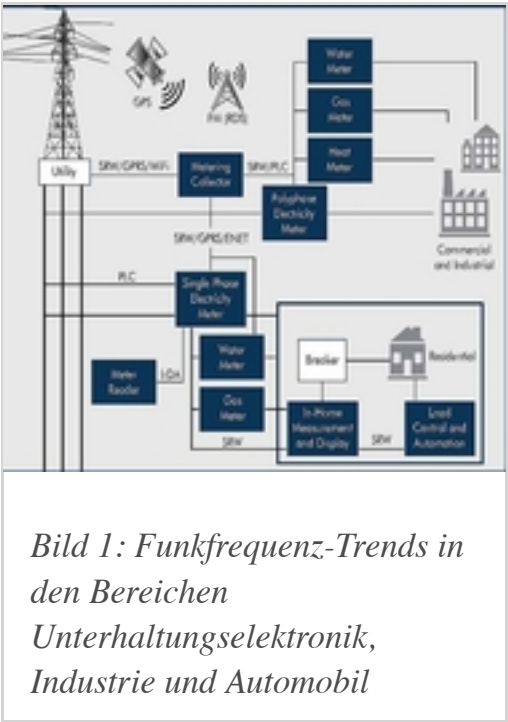 Water
Meter
Gas
Meter
Heat
Meter
GPS
FM (RDS)
Utility
SRW/GPRS/WiFi
Metering
Collector
SRW/PLC
Polyphase
Electricity
Meter
Commercial
and Industrial
SRW/GPRS/ENET
PLC
Single Phase
Electricity
Meter
Water
Meter
Breaker
Residential
Meter
Reader
Gas
Meter
In-Home
Measurement
and Display
SRW
SRW
Load
Control and
Automation
Bild 1: Funkfrequenz-Trends in
den Bereichen
Unterhaltungselektronik,
Industrie und Automobil